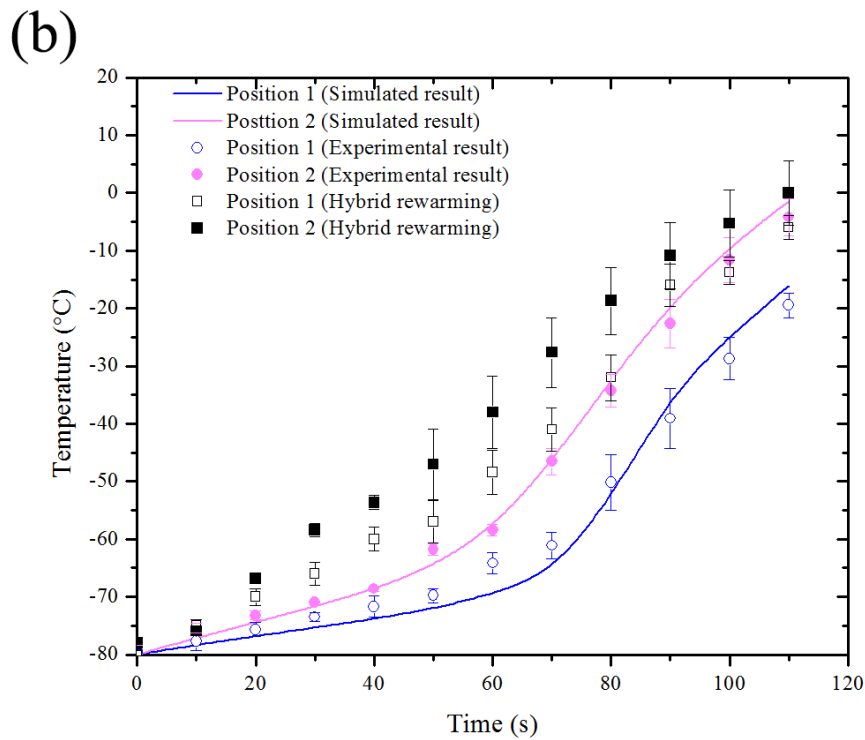 (b)
20
10
0
-10
-20
-30
-40
-50
-60
-70
-80
Temperature (°C)
Position 1 (Simulated result)
Posttion 2 (Simulated result)
Position 1 (Experimental result)
Position 2 (Experimental result)
Position 1 (Hybrid rewarming)
Position 2 (Hybrid rewarming)
0 20 40 60 80 100 120
Time (s)